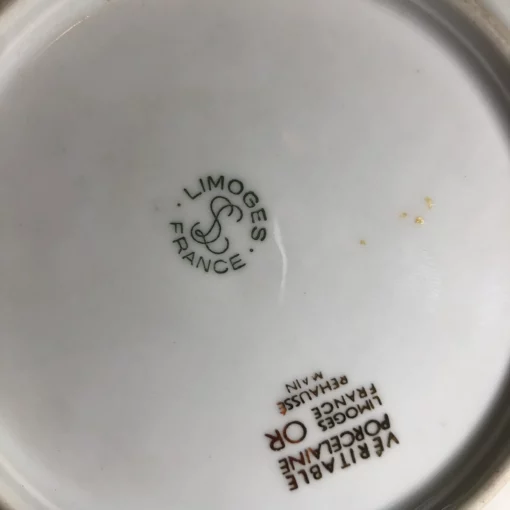 LIMOGES
FRANCE
VÉRITABLE
PORCELAINE
OR
LIMOGES
FRANCE
REHAUSSÉ
MAIN